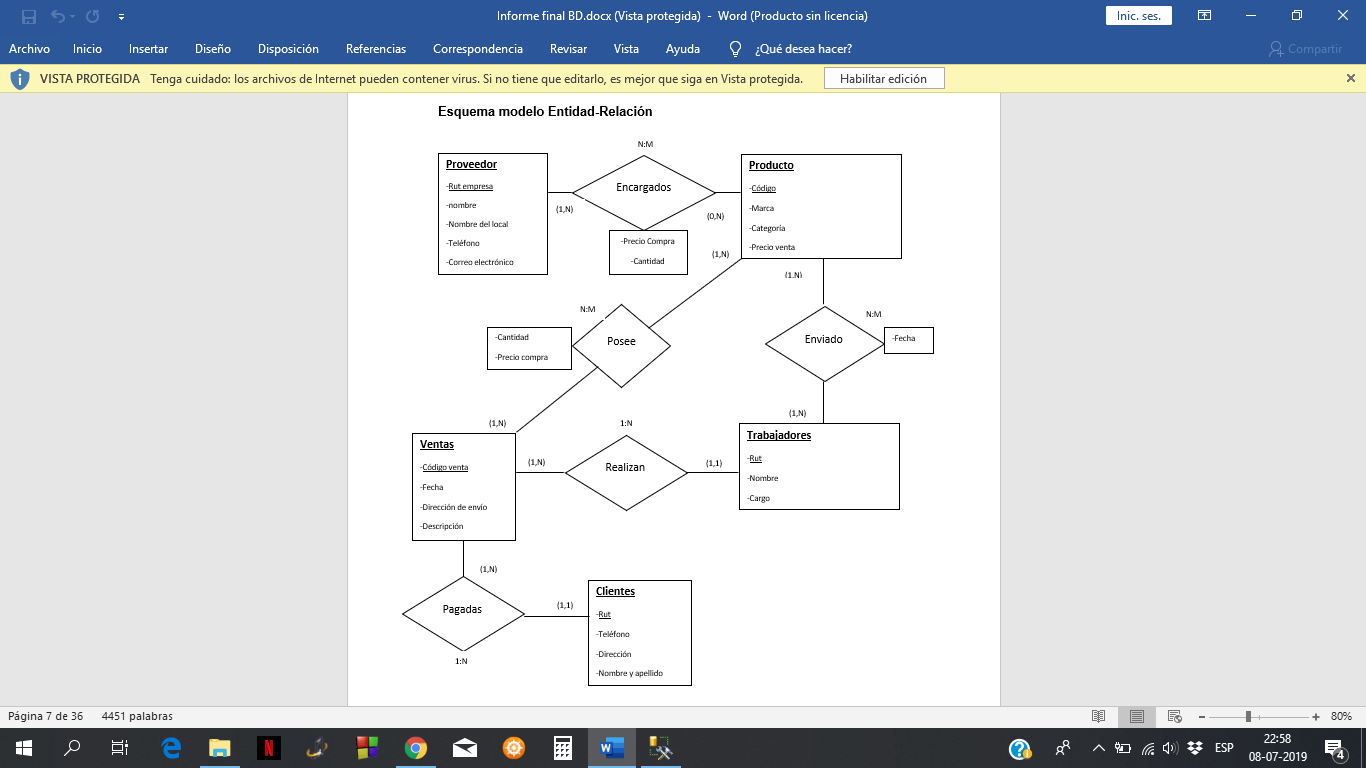 Informe final BD.docx (Vista protegida) - Word (Producto sin licencia)
Inic. ses.
Archivo Inicio Insertar Diseño Disposición Referencias Correspondencia Revisar Vista Ayuda ¿Qué desea hacer? Compartir
VISTA PROTEGIDA Tenga cuidado: los archivos de Internet pueden contener virus. Si no tiene que editarlo, es mejor que siga en Vista protegida. Habilitar edición
Esquema modelo Entidad-Relación
N:M
Proveedor
-Rut empresa
-nombre
-Nombre del local
-Teléfono
-Correo electrónico
(1,N)
Encargados
(0,N)
-Precio Compra
-Cantidad
Producto
-Código
-Marca
-Categoría
-Precio venta
(1,N)
(1,N)
N:M
-Cantidad
-Precio compra
Posee
(1,N)
N:M
Enviado
-Fecha
(1,N)
Ventas
-Código venta
-Fecha
-Dirección de envío
-Descripción
1:N
(1,N)
Realizan
(1,1)
Trabajadores
-Rut
-Nombre
-Cargo
(1,N)
Pagadas
(1,1)
1:N
Clientes
-Rut
-Teléfono
-Dirección
-Nombre y apellido
Página 7 de 36 4451 palabras
80%
ESP
22:58
08-07-2019
4